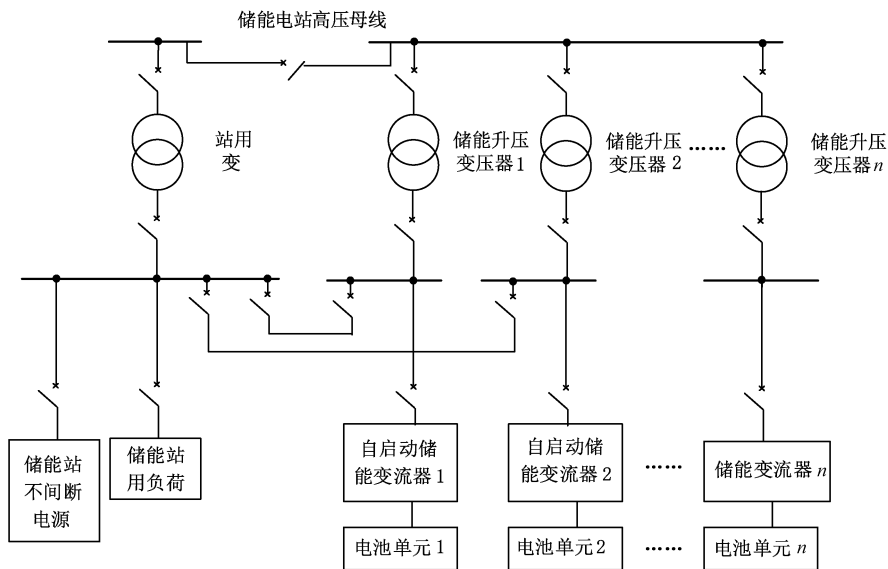 储能电站高压母线
站用
变
储能升压
变压器1
储能升压
变压器2
……
储能升压
变压器n
储能站
不间断
电源
储能站
用负荷
自启动储
能变流器1
自启动储
能变流器2
……
储能变流器n
电池单元1
电池单元2
……
电池单元n